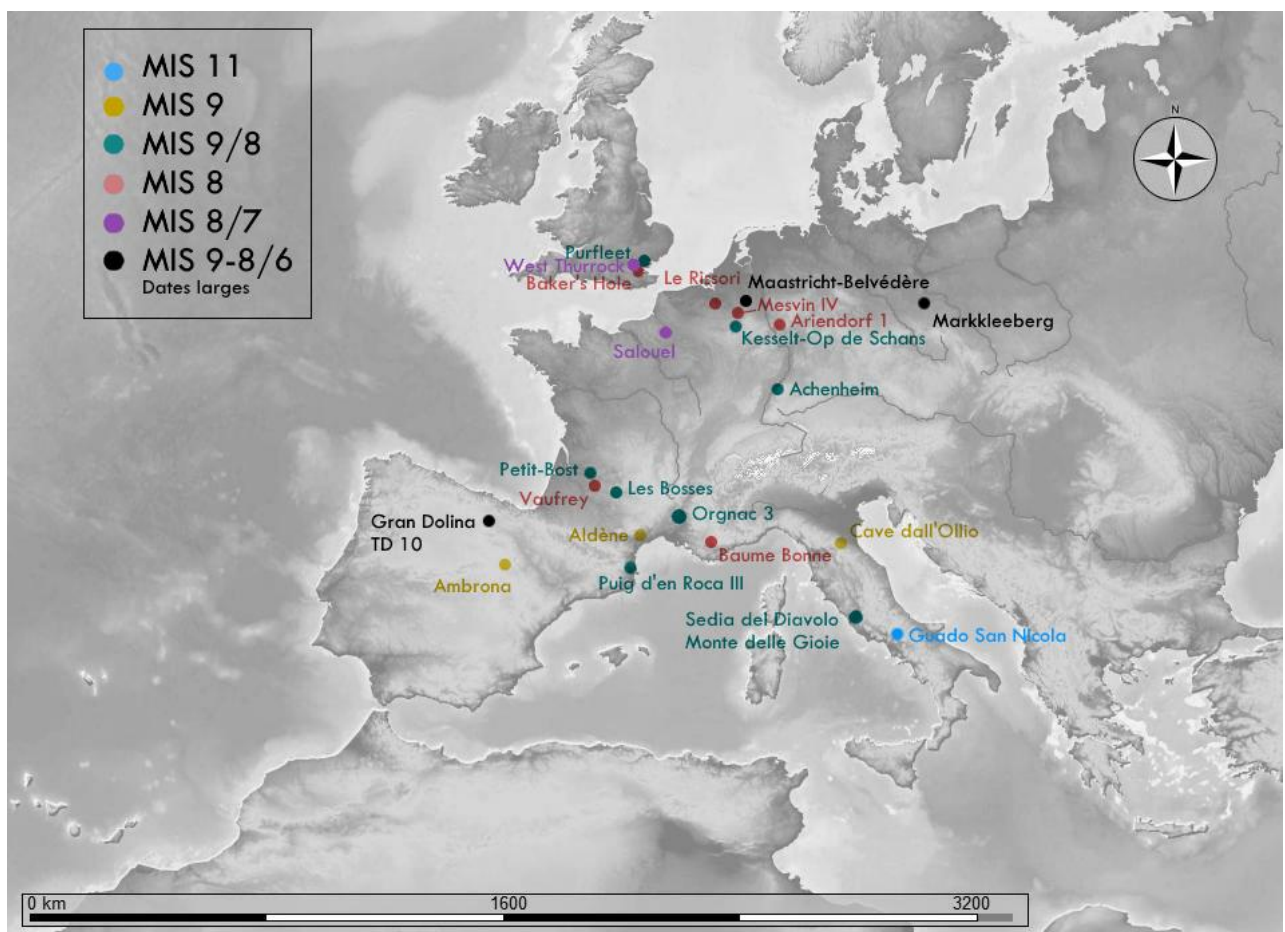 MIS 11
MIS 9
MIS 9/8
MIS 8
MIS 8/7
MIS 9-8/6
Dates larges
N
Purfleet
West Thurrock
Baker's Hole
Le Rissori
Maastricht-Belvédère
Mesvin IV
Ariendorf 1
Markkleeberg
Kesselt-Op de Schans
Salouel
Achenheim
Petit-Bost
Vaufrey
Les Bosses
Orgnac 3
Gran Dolina
TD 10
Aldène
Cave dall'Ollio
Baume Bonne
Ambrona
Puig d'en Roca III
Sedia del Diavolo
Monte delle Gioie
Guado San Nicola
0 km
1600
3200